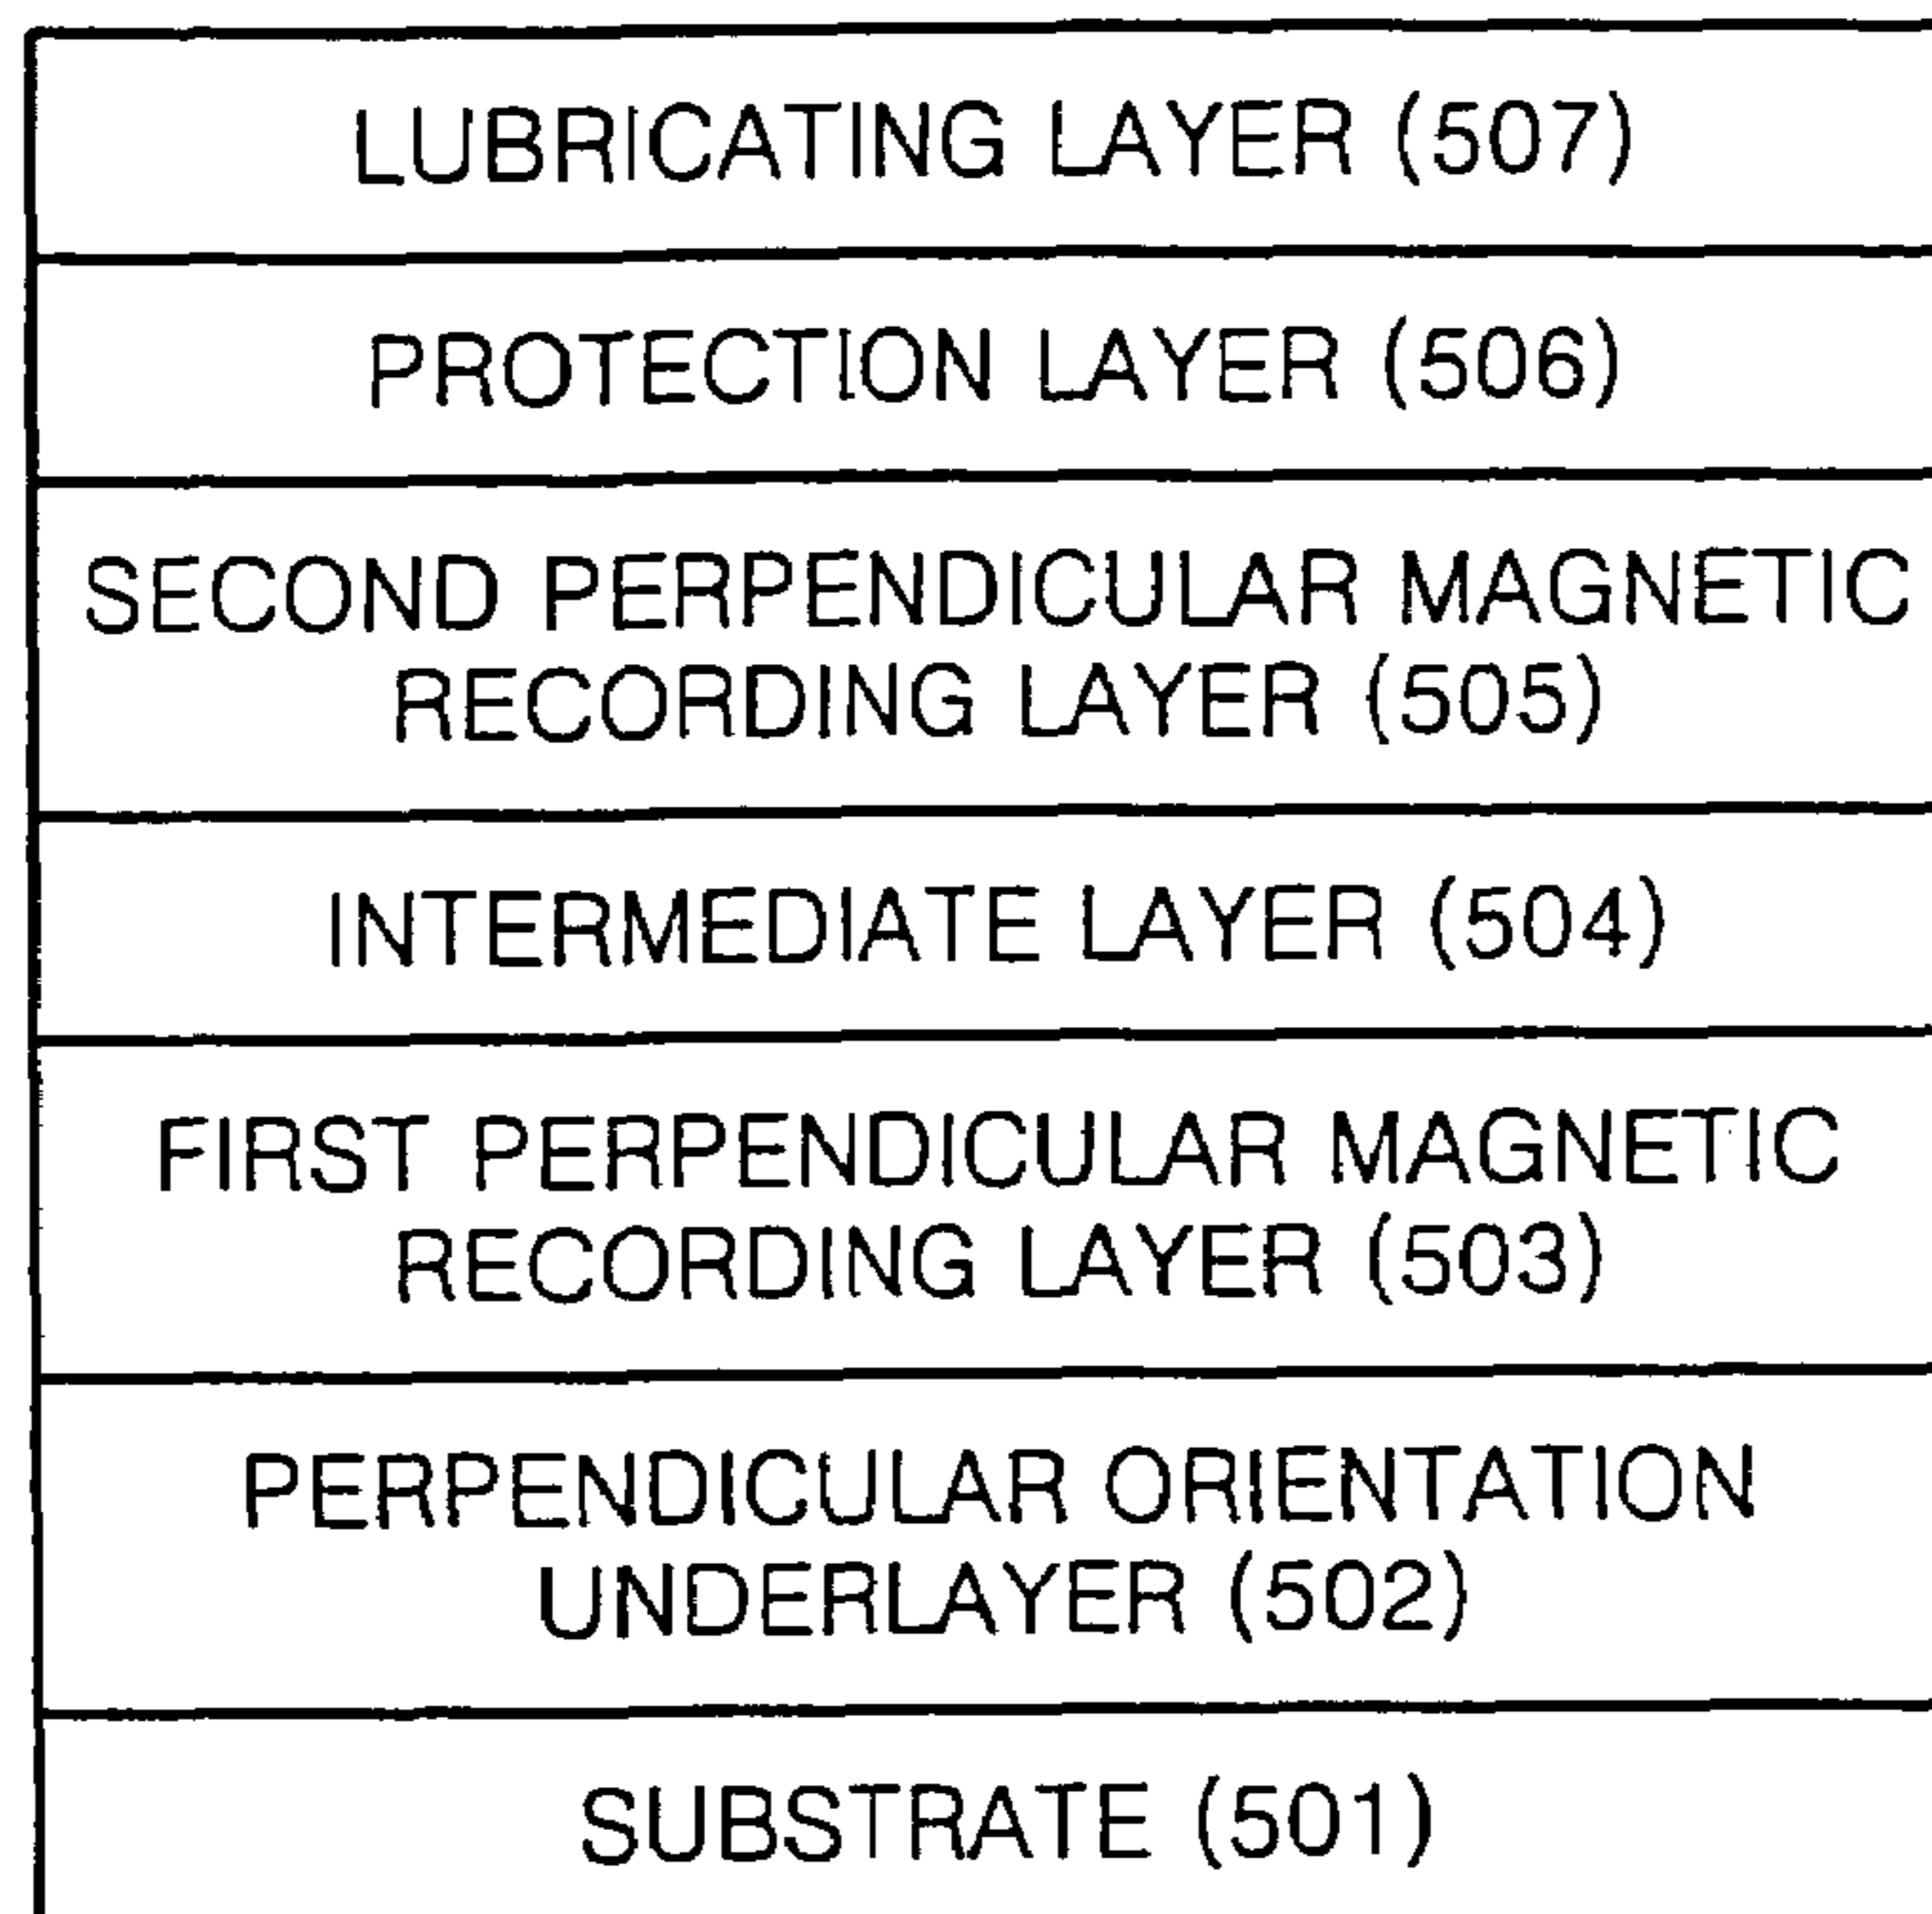 LUBRICATING LAYER (507)
PROTECTION LAYER (506)
SECOND PERPENDICULAR MAGNETIC
RECORDING LAYER (505)
INTERMEDIATE LAYER (504)
FIRST PERPENDICULAR MAGNETIC
RECORDING LAYER (503)
PERPENDICULAR ORIENTATION
UNDERLAYER (502)
SUBSTRATE (501)